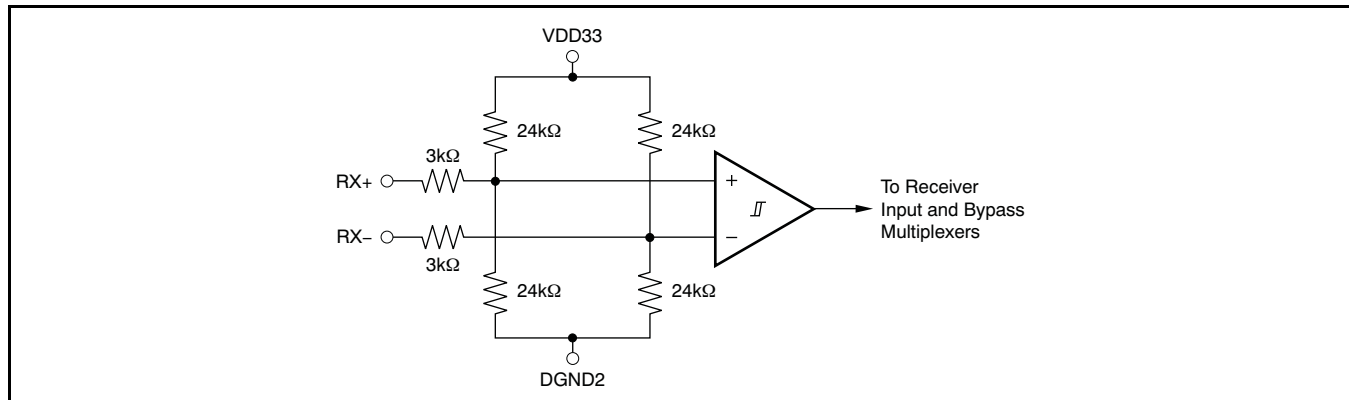 VDD33
24kΩ
24kΩ
3kΩ
RX+
+
To Receiver
Input and Bypass
Multiplexers
RX−
−
3kΩ
24kΩ
24kΩ
DGND2